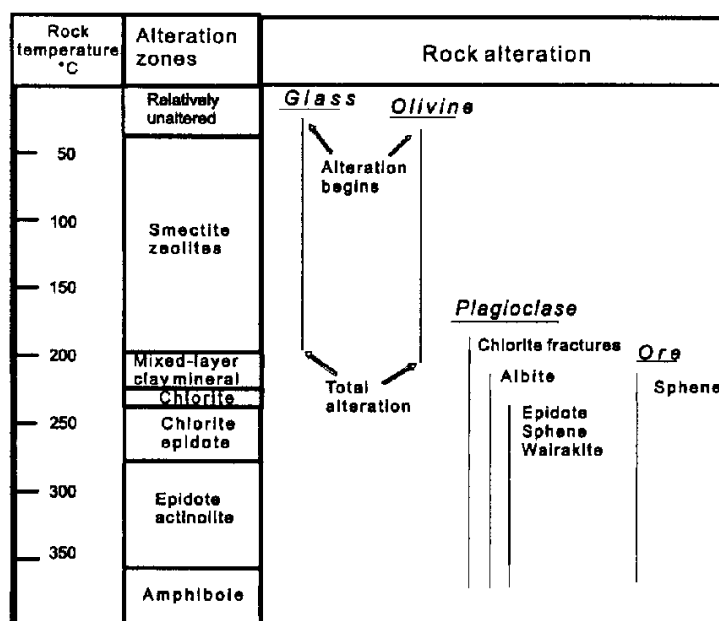 Rock
temperature
°C
Alteration
zones
Rock alteration
Relatively
unaltered
Smectite
zeolites
Mixed-layer
clay mineral
Chlorite
Chlorite
epidote
Epidote
actinolite
Amphibole
50
100
150
200
250
300
350
Glass
Olivine
Alteration
begins
Total
alteration
Plagioclase
Chlorite fractures
Albite
Epidote
Sphene
Wairakite
Ore
Sphene